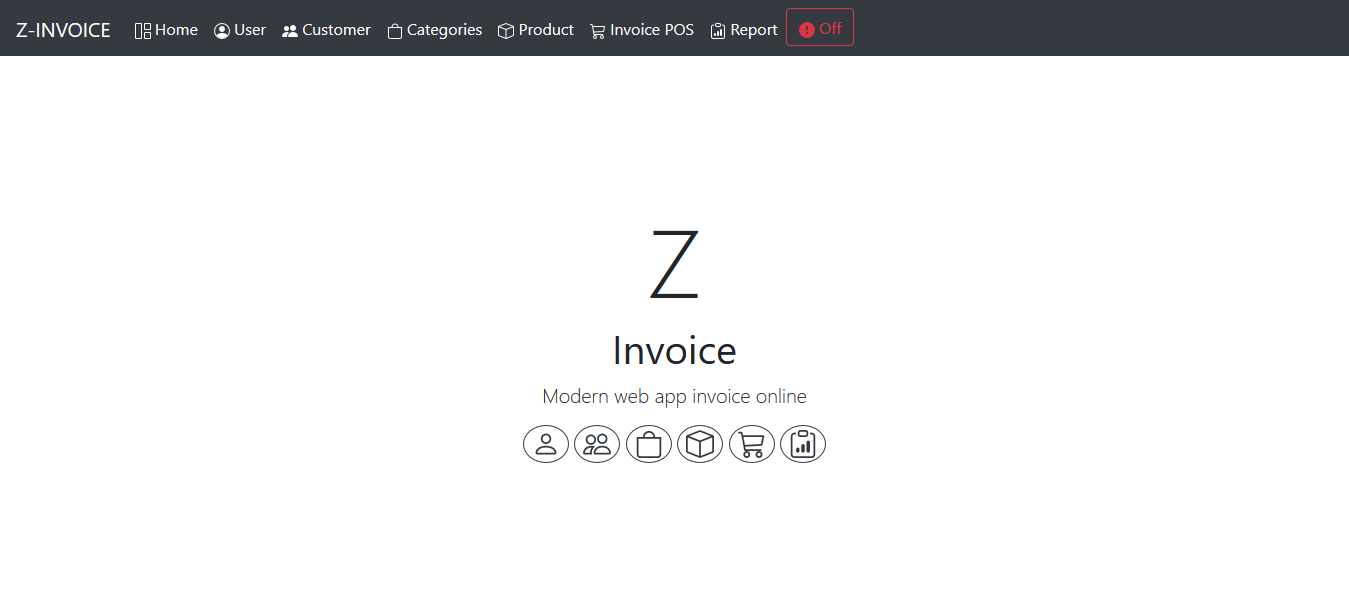 Z-INVOICE Home User Customer Categories Product Invoice POS Report Off
Z
Invoice
Modern web app invoice online